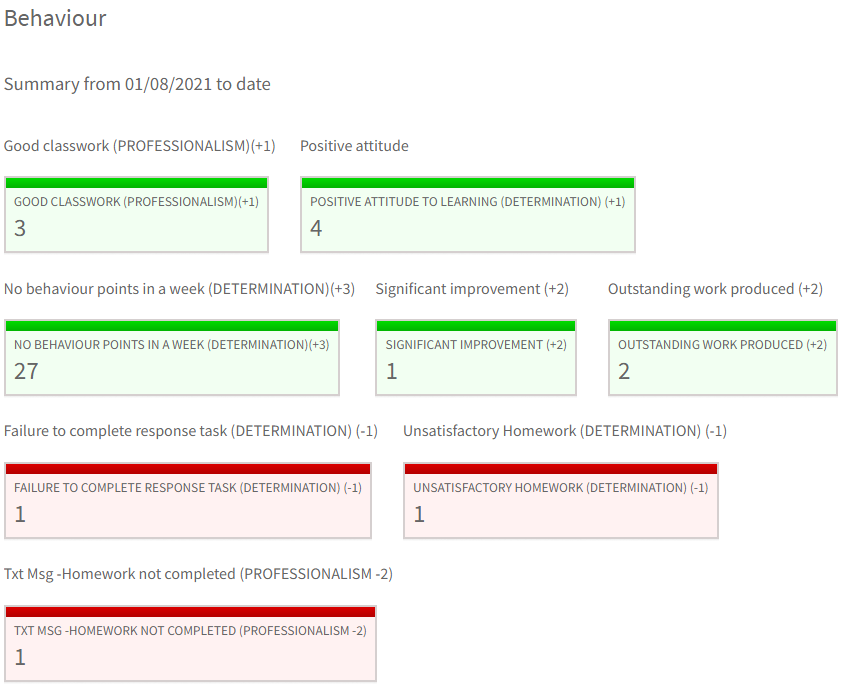 Behaviour
Summary from 01/08/2021 to date
Good classwork (PROFESSIONALISM)(+1) Positive attitude
GOOD CLASSWORK (PROFESSIONALISM)(+1) POSITIVE ATTITUDE TO LEARNING (DETERMINATION) (+1)
3 4
No behaviour points in a week (DETERMINATION)(+3) Significant improvement (+2) Outstanding work produced (+2)
NO BEHAVIOUR POINTS IN A WEEK (DETERMINATION)(+3) SIGNIFICANT IMPROVEMENT (+2) OUTSTANDING WORK PRODUCED (+2)
27 1 2
Failure to complete response task (DETERMINATION) (-1) Unsatisfactory Homework (DETERMINATION) (-1)
FAILURE TO COMPLETE RESPONSE TASK (DETERMINATION) (-1) UNSATISFACTORY HOMEWORK (DETERMINATION) (-1)
1 1
Txt Msg -Homework not completed (PROFESSIONALISM -2)
TXT MSG -HOMEWORK NOT COMPLETED (PROFESSIONALISM -2)
1